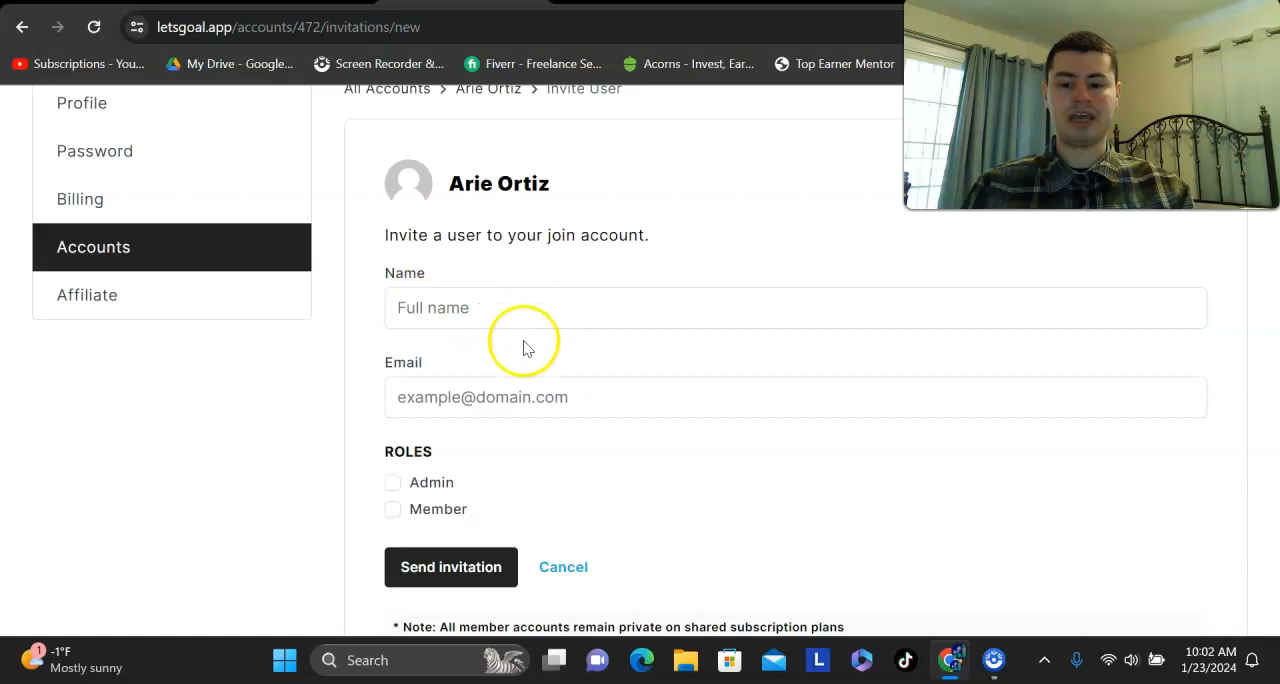 letsgoal.app/accounts/472/invitations/new
Subscriptions - You... My Drive - Google... Screen Recorder &... Fiverr - Freelance Se... Acorns - Invest, Ear... Top Earner Mentor
All Accounts > Arie Ortiz > Invite User
Profile
Password
Billing
Accounts
Affiliate
Arie Ortiz
Invite a user to your join account.
Name
Full name
Email
example@domain.com
ROLES
Admin
Member
Send invitation Cancel
* Note: All member accounts remain private on shared subscription plans
1
-1°F
Mostly sunny
Search
L
10:02 AM
1/23/2024